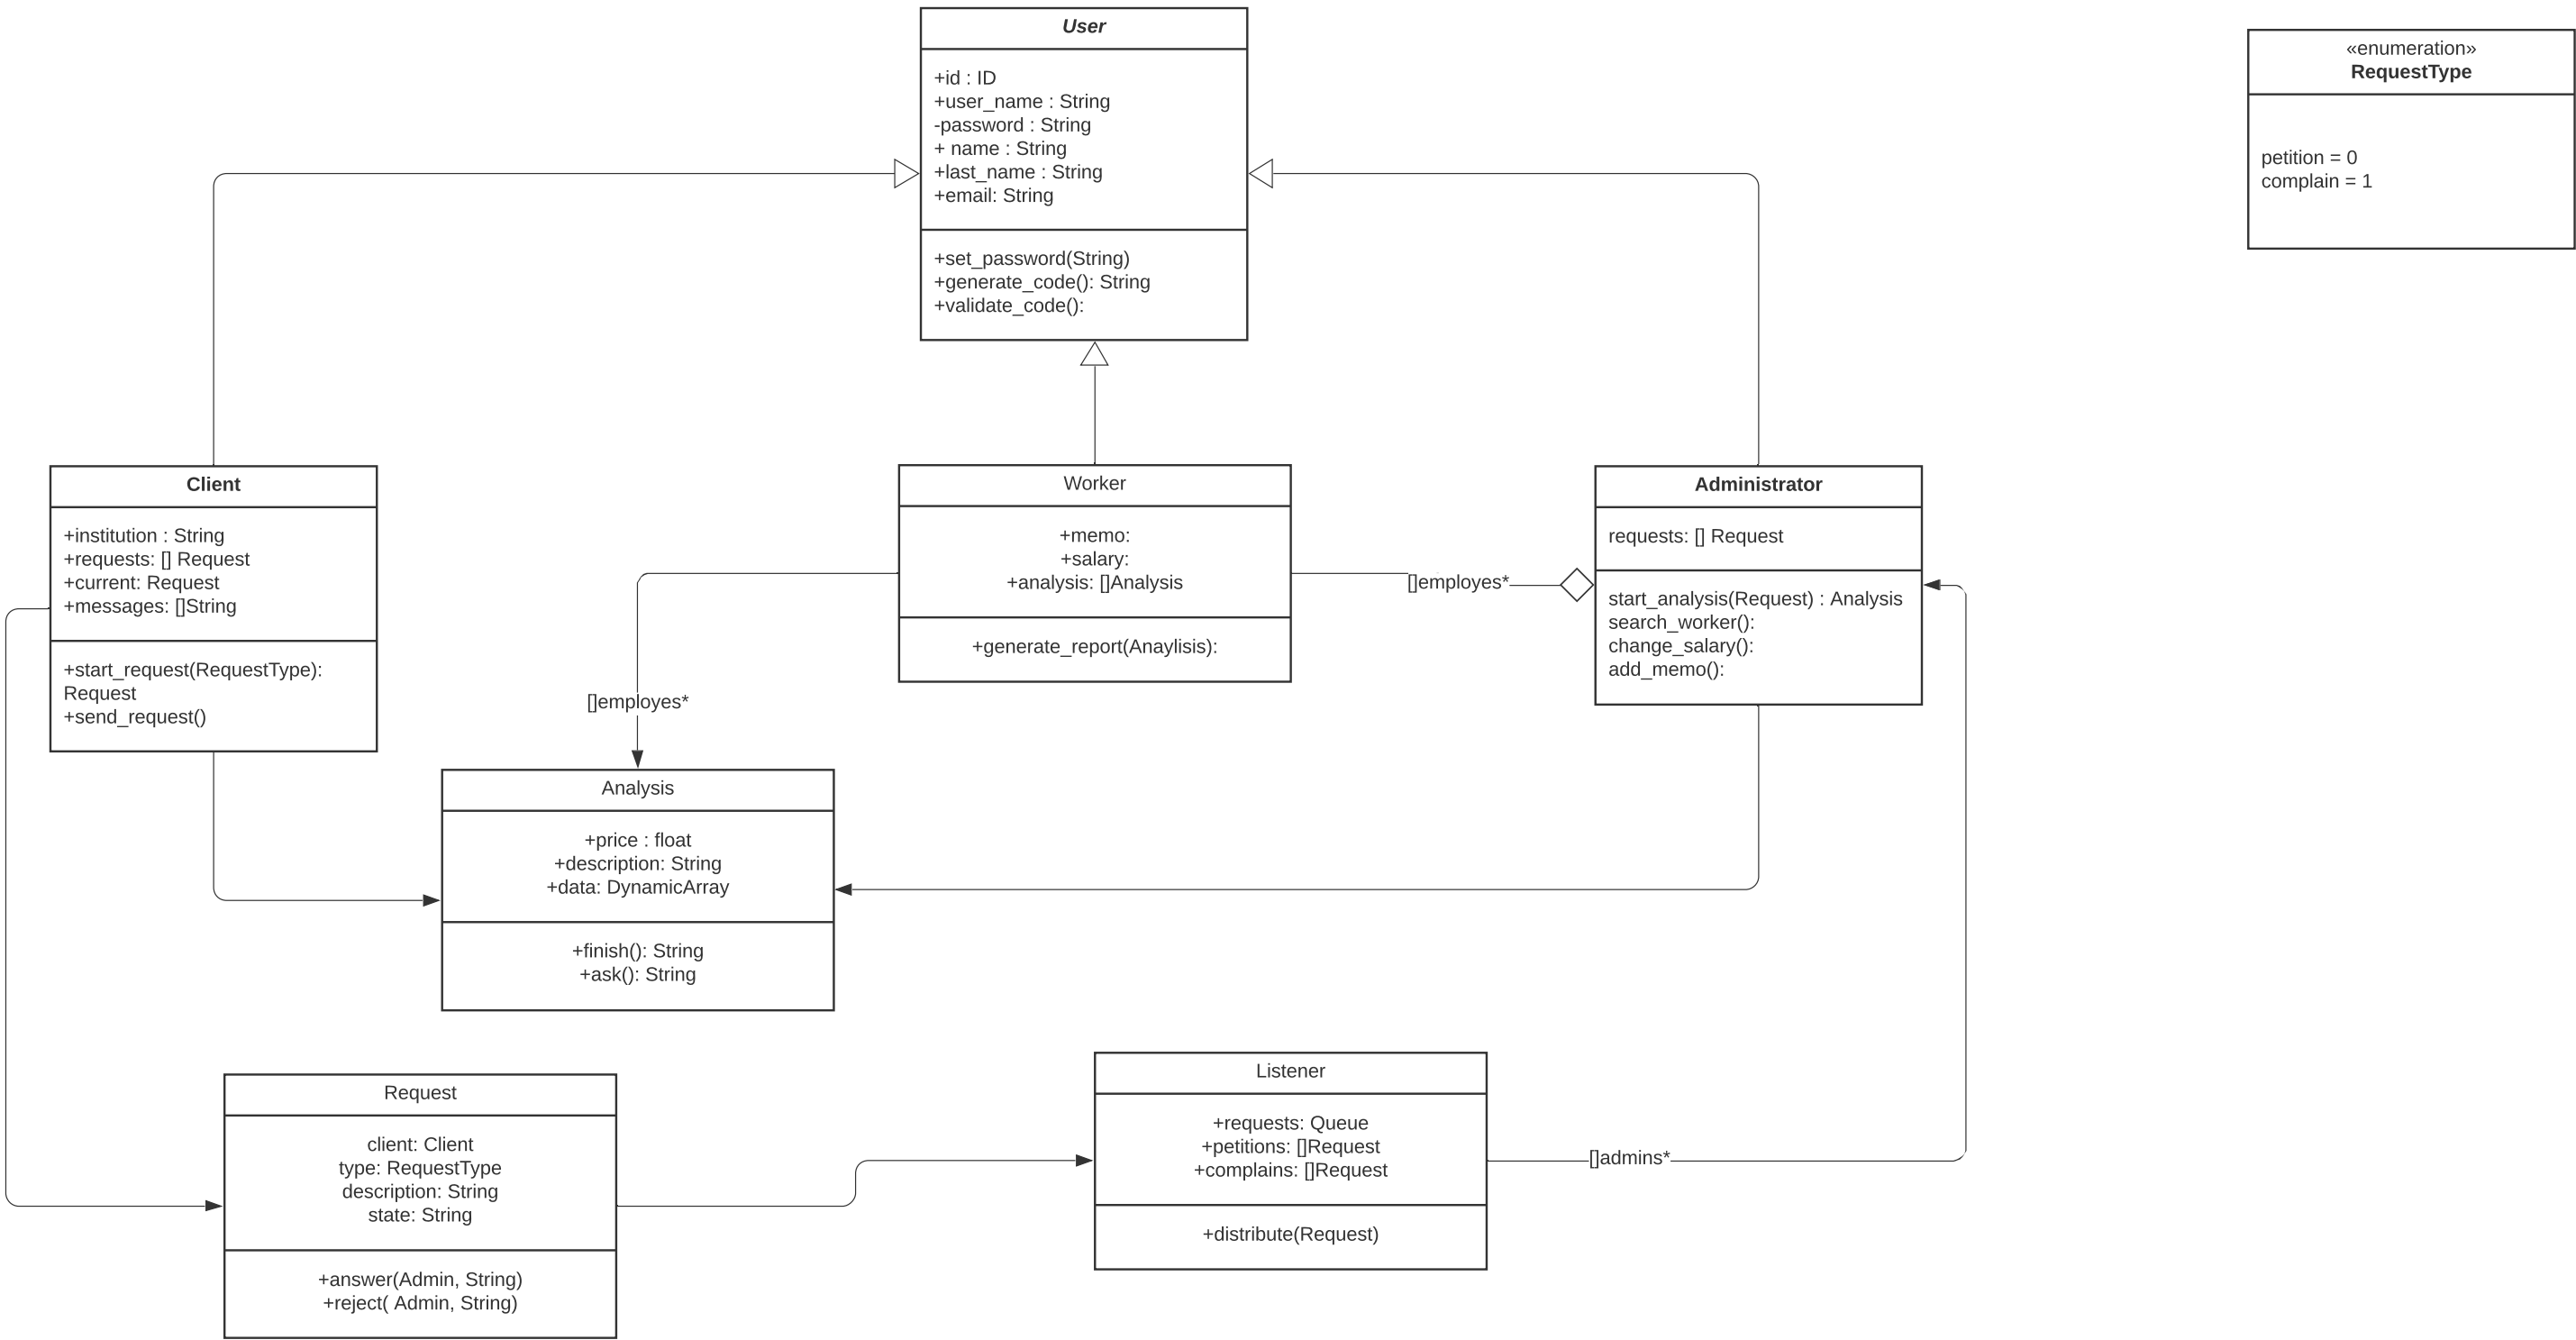 User
+id : ID
+user_name : String
-password : String
+ name : String
+last_name : String
+email: String
+set_password(String)
+generate_code(): String
+validate_code():
«enumeration»
RequestType
petition = 0
complain = 1
Client
+institution : String
+requests: [] Request
+current: Request
+messages: []String
+start_request(RequestType):
Request
+send_request()
Worker
+memo:
+salary:
+analysis: []Analysis
+generate_report(Anaylisis):
[]employes*
Administrator
requests: [] Request
start_analysis(Request) : Analysis
search_worker():
change_salary():
add_memo():
[]employes*
Analysis
+price : float
+description: String
+data: DynamicArray
+finish(): String
+ask(): String
Request
client: Client
type: RequestType
description: String
state: String
+answer(Admin, String)
+reject( Admin, String)
Listener
+requests: Queue
+petitions: []Request
+complains: []Request
+distribute(Request)
[]admins*